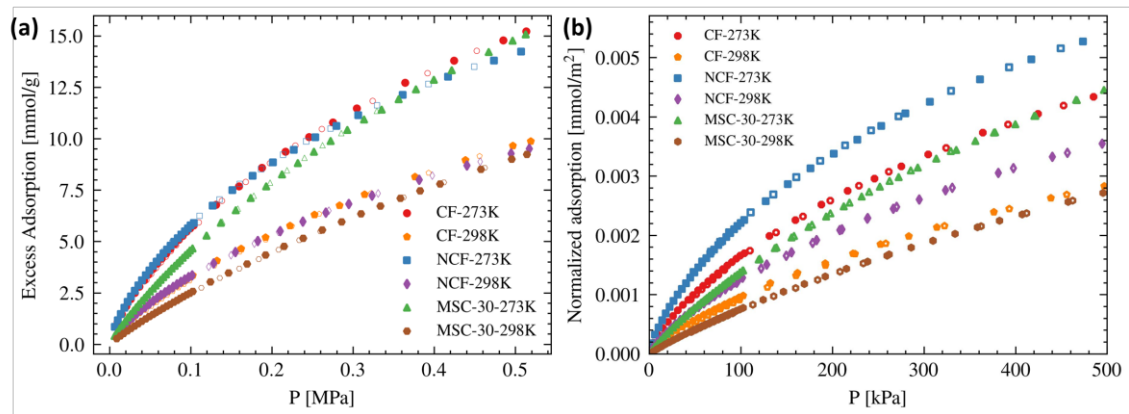 (a)
Excess Adsorption [mmol/g]
15.0
12.5
10.0
7.5
5.0
2.5
0.0
0.0 0.1 0.2 0.3 0.4 0.5
P [MPa]
CF-273K
CF-298K
NCF-273K
NCF-298K
MSC-30-273K
MSC-30-298K
(b)
Normalized adsorption [mmol/m²]
0.005
0.004
0.003
0.002
0.001
0.000
0 100 200 300 400 500
P [kPa]
CF-273K
CF-298K
NCF-273K
NCF-298K
MSC-30-273K
MSC-30-298K